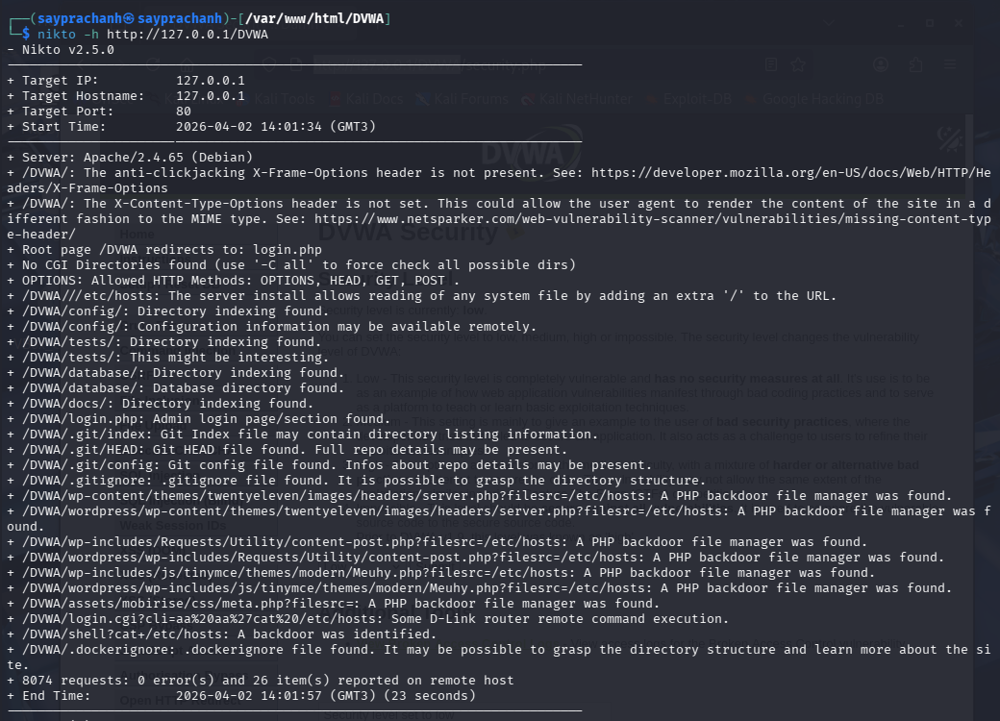 ┌──(sayprachanh㉿sayprachanh)-[/var/www/html/DVWA]
└─$ nikto -h http://127.0.0.1/DVWA
- Nikto v2.5.0
---------------------------------------------------------------------------
+ Target IP:          127.0.0.1
+ Target Hostname:    127.0.0.1
+ Target Port:        80
+ Start Time:         2026-04-02 14:01:34 (GMT3)
---------------------------------------------------------------------------
+ Server: Apache/2.4.65 (Debian)
+ /DVWA/: The anti-clickjacking X-Frame-Options header is not present. See: https://developer.mozilla.org/en-US/docs/Web/HTTP/He
aders/X-Frame-Options
+ /DVWA/: The X-Content-Type-Options header is not set. This could allow the user agent to render the content of the site in a d
ifferent fashion to the MIME type. See: https://www.netsparker.com/web-vulnerability-scanner/vulnerabilities/missing-content-typ
e-header/
+ Root page /DVWA redirects to: login.php
+ No CGI Directories found (use '-C all' to force check all possible dirs)
+ OPTIONS: Allowed HTTP Methods: OPTIONS, HEAD, GET, POST .
+ /DVWA///etc/hosts: The server install allows reading of any system file by adding an extra '/' to the URL.
+ /DVWA/config/: Directory indexing found.
+ /DVWA/config/: Configuration information may be available remotely.
+ /DVWA/tests/: Directory indexing found.
+ /DVWA/tests/: This might be interesting.
+ /DVWA/database/: Directory indexing found.
+ /DVWA/database/: Database directory found.
+ /DVWA/docs/: Directory indexing found.
+ /DVWA/login.php: Admin login page/section found.
+ /DVWA/.git/index: Git Index file may contain directory listing information.
+ /DVWA/.git/HEAD: Git HEAD file found. Full repo details may be present.
+ /DVWA/.git/config: Git config file found. Infos about repo details may be present.
+ /DVWA/.gitignore: .gitignore file found. It is possible to grasp the directory structure.
+ /DVWA/wp-content/themes/twentyeleven/images/headers/server.php?filesrc=/etc/hosts: A PHP backdoor file manager was found.
+ /DVWA/wordpress/wp-content/themes/twentyeleven/images/headers/server.php?filesrc=/etc/hosts: A PHP backdoor file manager was f
ound.
+ /DVWA/wp-includes/Requests/Utility/content-post.php?filesrc=/etc/hosts: A PHP backdoor file manager was found.
+ /DVWA/wordpress/wp-includes/Requests/Utility/content-post.php?filesrc=/etc/hosts: A PHP backdoor file manager was found.
+ /DVWA/wp-includes/js/tinymce/themes/modern/Meuhy.php?filesrc=/etc/hosts: A PHP backdoor file manager was found.
+ /DVWA/wordpress/wp-includes/js/tinymce/themes/modern/Meuhy.php?filesrc=/etc/hosts: A PHP backdoor file manager was found.
+ /DVWA/assets/mobirise/css/meta.php?filesrc=: A PHP backdoor file manager was found.
+ /DVWA/login.cgi?cli=aa%20aa%27cat%20/etc/hosts: Some D-Link router remote command execution.
+ /DVWA/shell?cat+/etc/hosts: A backdoor was identified.
+ /DVWA/.dockerignore: .dockerignore file found. It may be possible to grasp the directory structure and learn more about the si
te.
+ 8074 requests: 0 error(s) and 26 item(s) reported on remote host
+ End Time:           2026-04-02 14:01:57 (GMT3) (23 seconds)
---------------------------------------------------------------------------